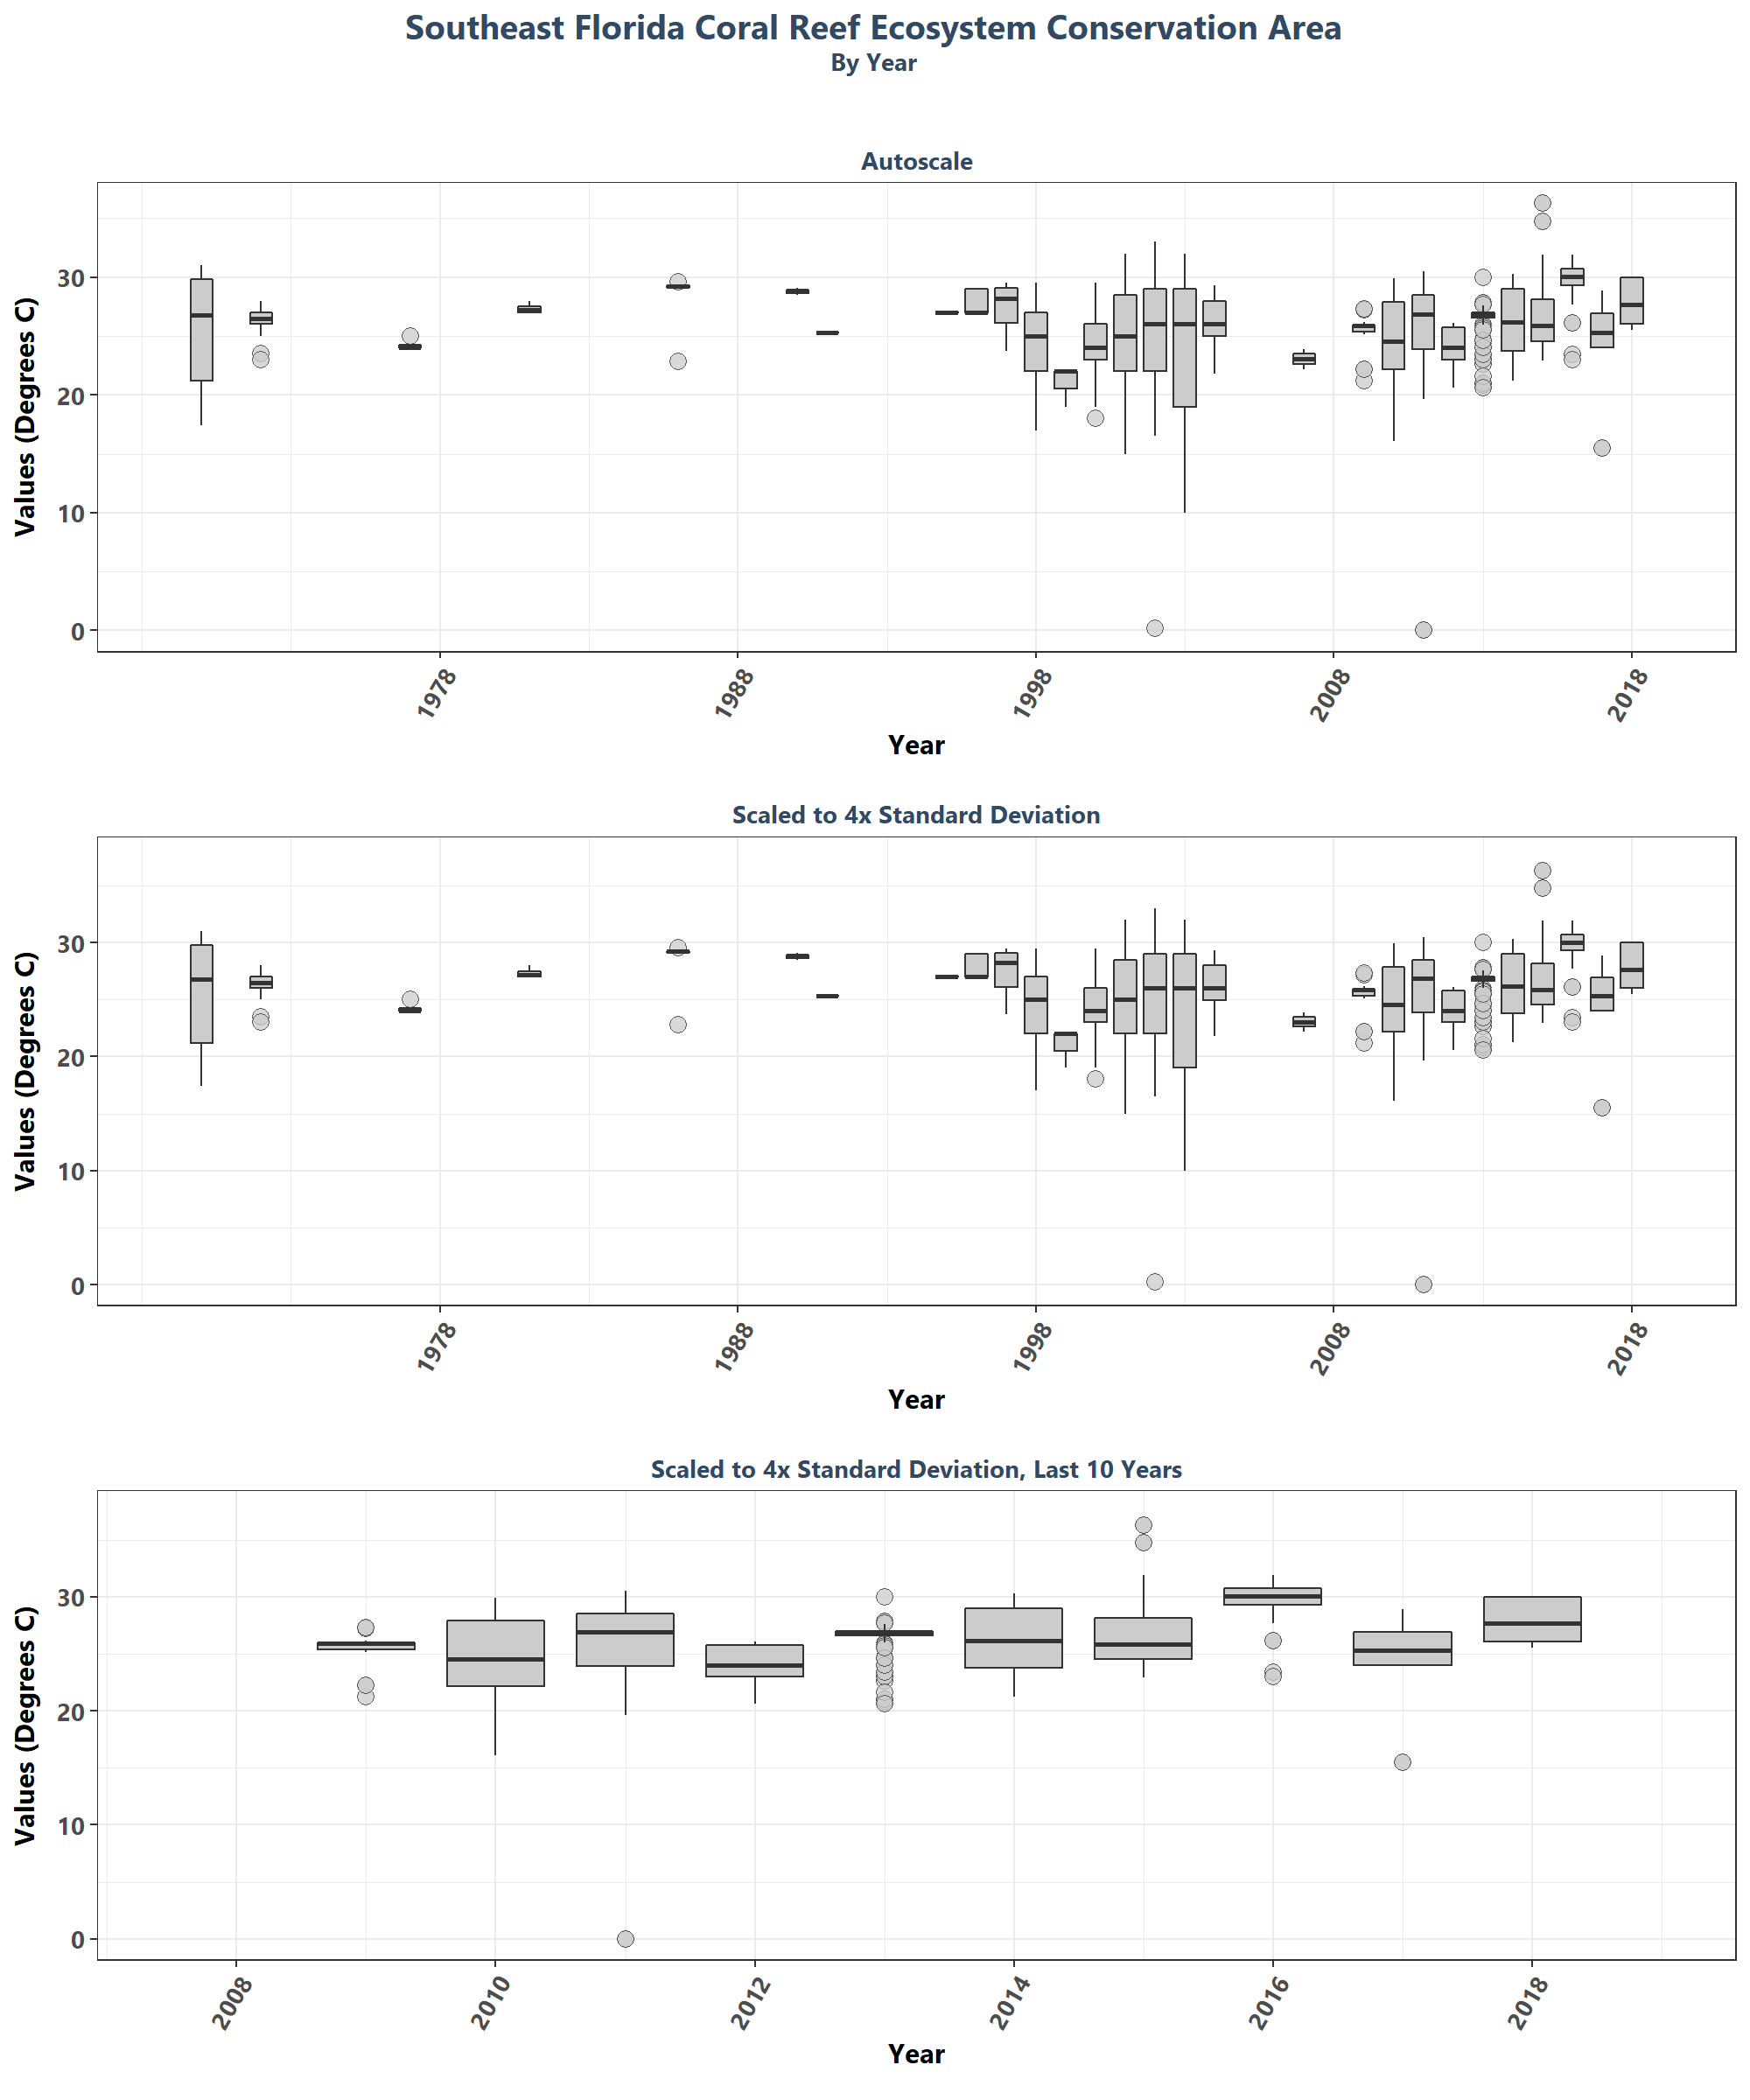 Southeast Florida Coral Reef Ecosystem Conservation Area
By Year
Autoscale
Values (Degrees C)
30
20
10
0
1978
1988
1998
2008
2018
Year
Scaled to 4x Standard Deviation
Values (Degrees C)
30
20
10
0
1978
1988
1998
2008
2018
Year
Scaled to 4x Standard Deviation, Last 10 Years
Values (Degrees C)
30
20
10
0
2008
2010
2012
2014
2016
2018
Year